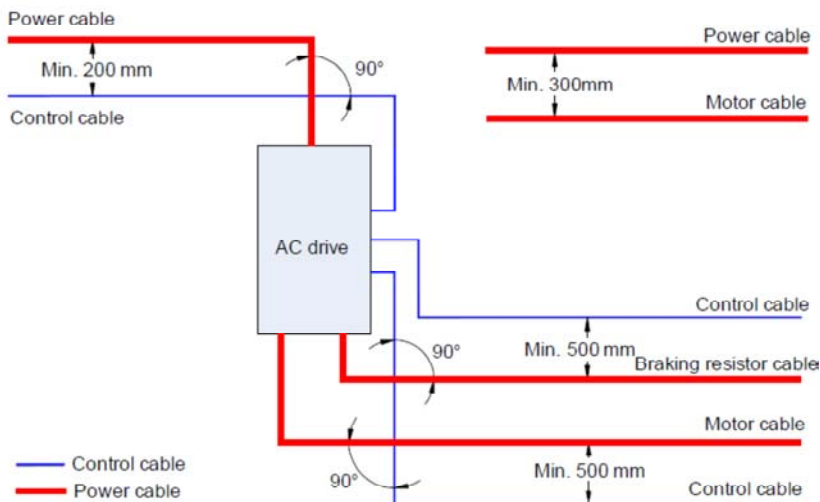 Power cable
Min. 200 mm
90°
Control cable
Power cable
Min. 300mm
Motor cable
AC drive
Control cable
Min. 500 mm
90°
Braking resistor cable
Motor cable
90°
Min. 500 mm
Control cable
Control cable
Power cable